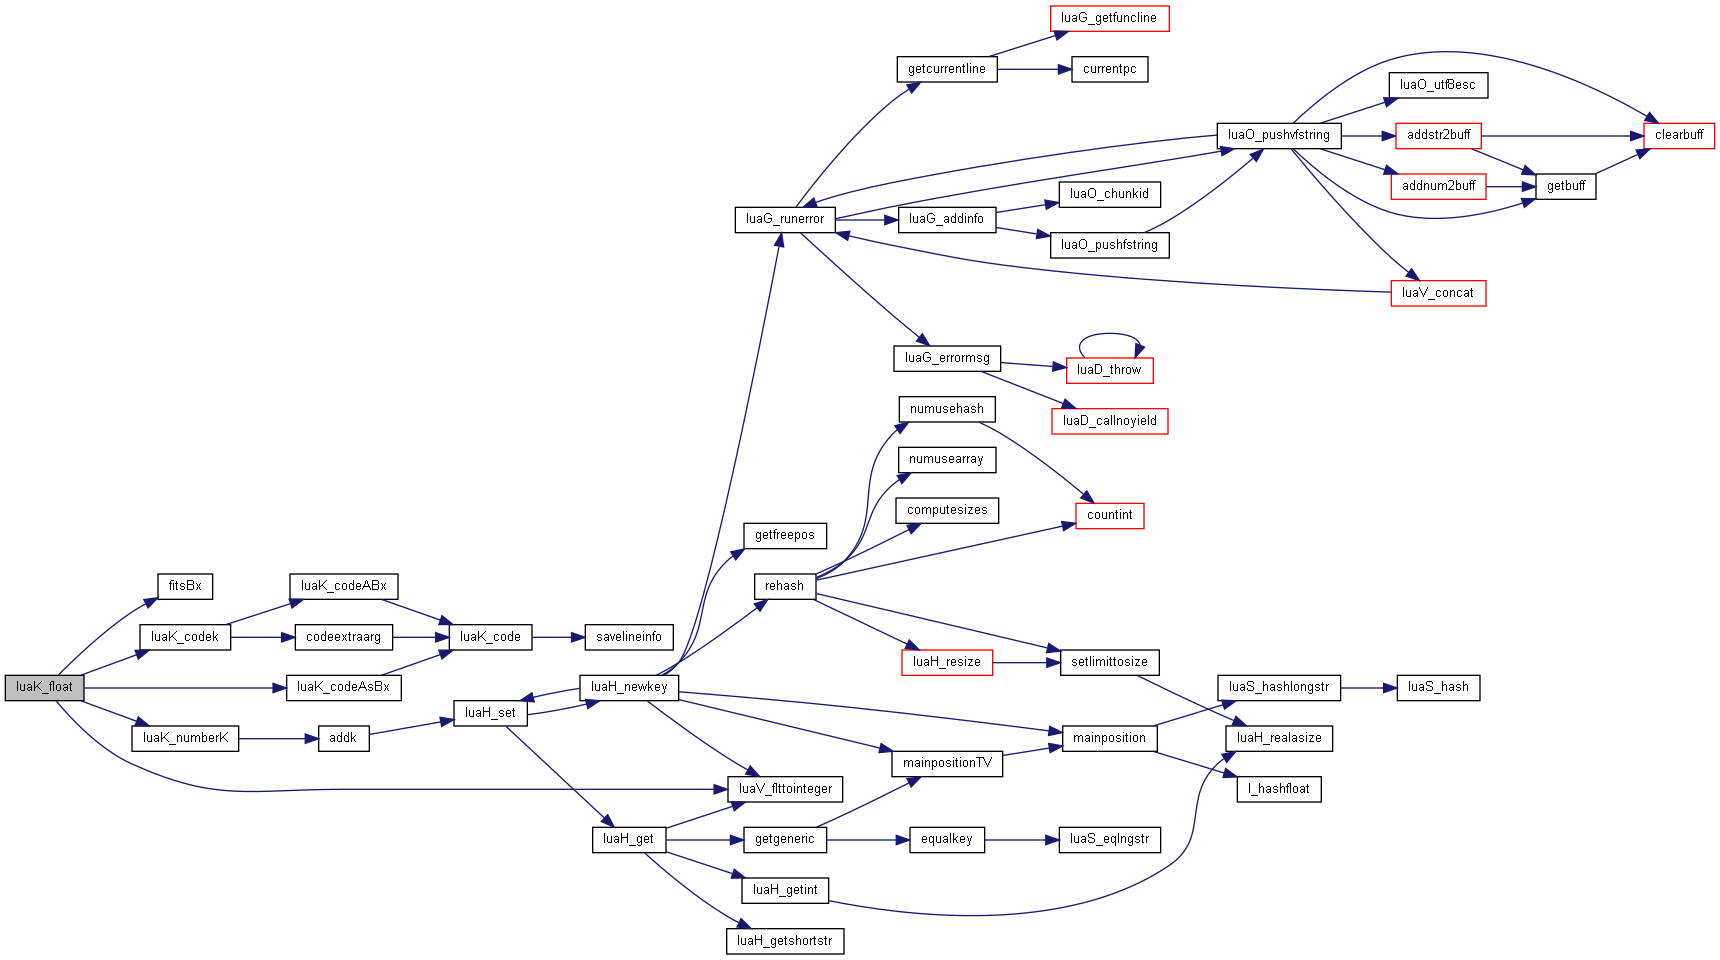 luaG_getfuncline
getcurrentline
currentpc
luaO_utf8esc
luaO_pushvfstring
addstr2buff
clearbuff
addnum2buff
getbuff
luaO_chunkid
luaG_runerror
luaG_addinfo
luaO_pushfstring
luaV_concat
luaG_errormsg
luaD_throw
numusehash
luaD_callnoyield
numusearray
computesizes
countint
getfreepos
fitsBx
luaK_codeABx
rehash
luaK_codek
codeextraarg
luaK_code
savelineinfo
luaH_resize
setlimittosize
luaK_float
luaK_codeAsBx
luaH_newkey
luaS_hashlongstr
luaS_hash
luaH_set
luaK_numberK
addk
mainposition
luaH_realasize
mainpositionTV
luaV_flttointeger
l_hashfloat
luaH_get
getgeneric
equalkey
luaS_eqlngstr
luaH_getint
luaH_getshortstr